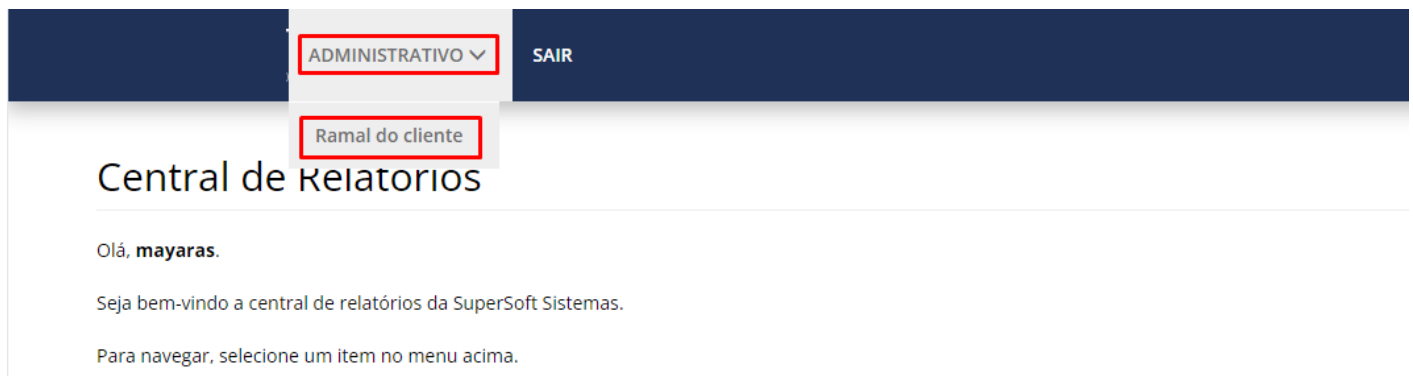 ADMINISTRATIVO
SAIR
Ramal do cliente
Central de Relatórios
Olá, mayaras.
Seja bem-vindo a central de relatórios da SuperSoft Sistemas.
Para navegar, selecione um item no menu acima.